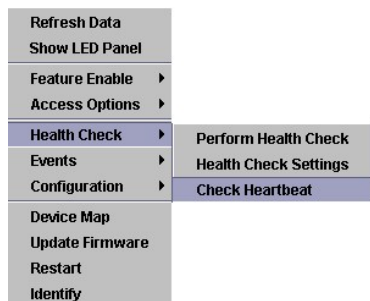 Refresh Data
Show LED Panel
Feature Enable
Access Options
Health Check
Perform Health Check
Events
Health Check Settings
Configuration
Check Heartbeat
Device Map
Update Firmware
Restart
Identify